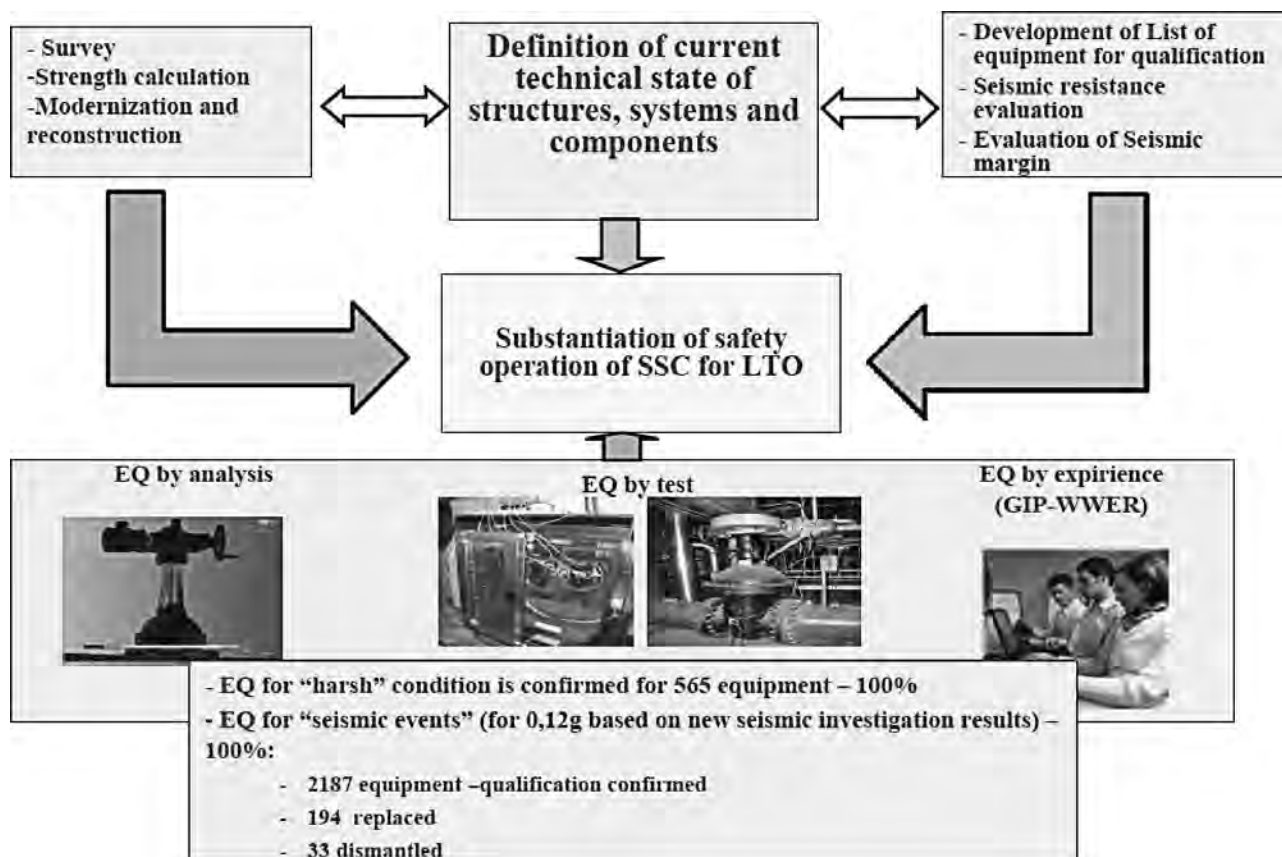 - Survey
-Strength calculation
-Modernization and
reconstruction
Definition of current
technical state of
structures, systems and
components
- Development of List of
equipment for qualification
- Seismic resistance
evaluation
- Evaluation of Seismic
margin
Substantiation of safety
operation of SSC for LTO
EQ by analysis
EQ by test
EQ by expirience
(GIP-WWER)
- EQ for “harsh” condition is confirmed for 565 equipment – 100%
- EQ for “seismic events” (for 0,12g based on new seismic investigation results) –
100%:
- 2187 equipment –qualification confirmed
- 194 replaced
- 33 dismantled